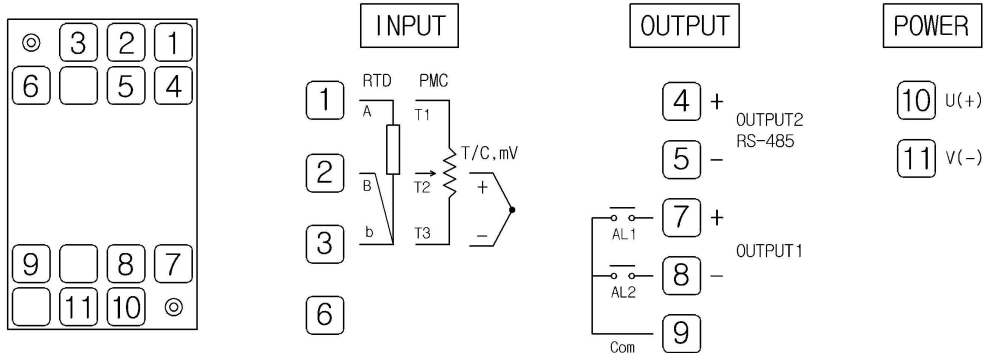 3 2 1
6 5 4
9 8 7
11 10
INPUT
RTD PMC
1 A T1
T/C,mV
2 B T2 +
3 b T3 −
6
OUTPUT
4 +
OUTPUT2
RS-485
5 −
7 +
AL1
OUTPUT1
8 −
AL2
9
Com
POWER
10 U(+)
11 V(-)